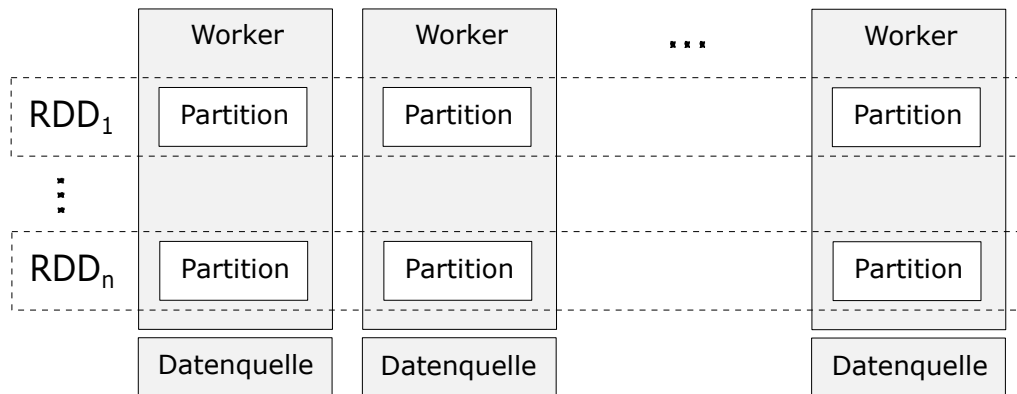 Worker Worker ... Worker
RDD1 Partition Partition Partition
...
RDDn Partition Partition Partition
Datenquelle Datenquelle Datenquelle